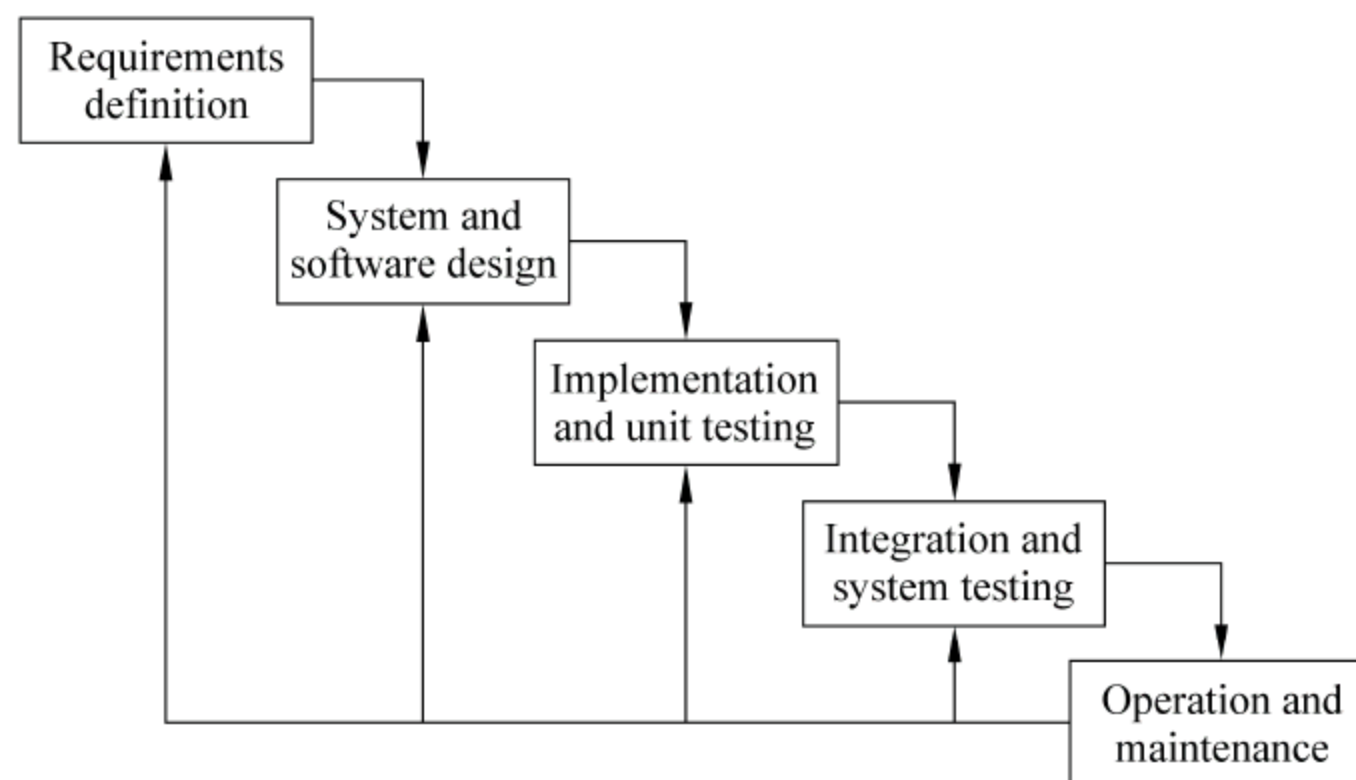 Requirements
definition
System and
software design
Implementation
and unit testing
Integration and
system testing
Operation and
maintenance